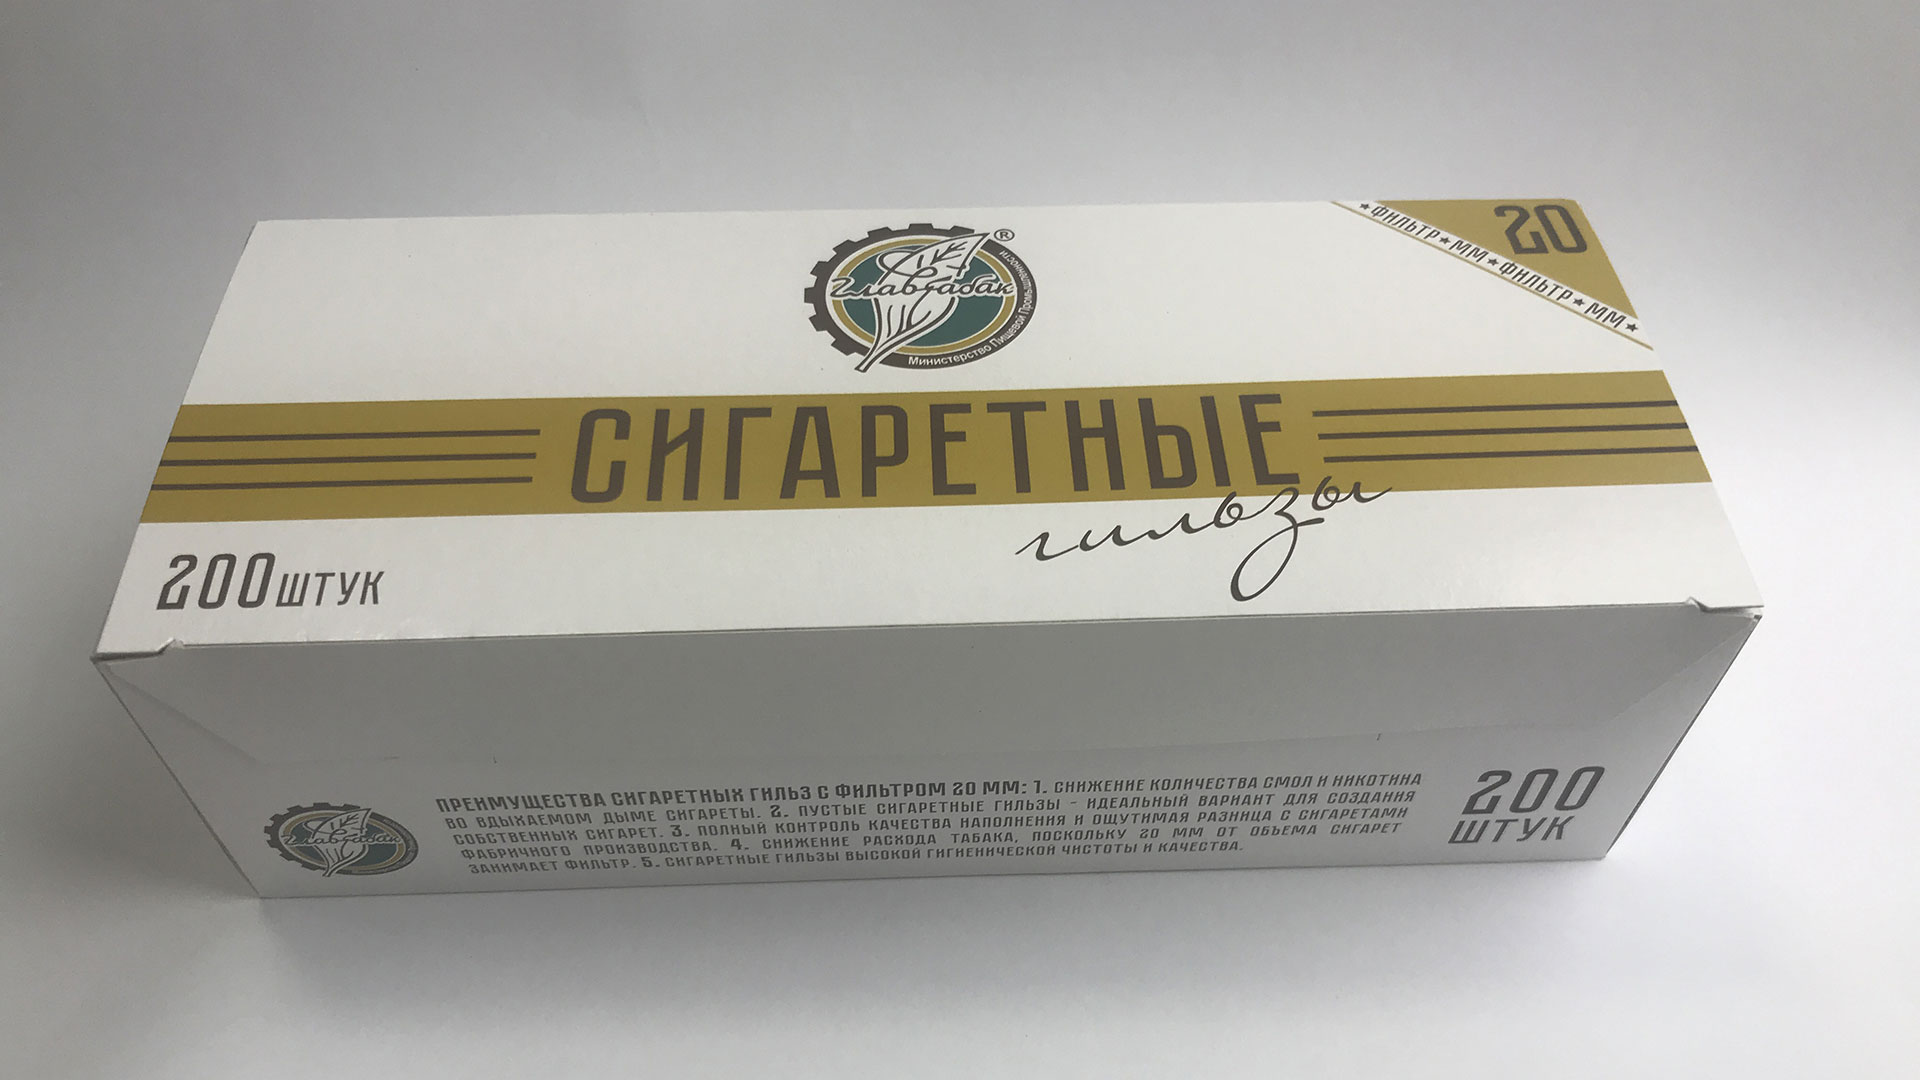 Главтабак ®
Министерство Пищевой Промышленности
20
★ФИЛЬТР★ММ★ФИЛЬТР★ММ★
СИГАРЕТНЫЕ
гильзы
200 ШТУК
Главтабак
ПРЕИМУЩЕСТВА СИГАРЕТНЫХ ГИЛЬЗ С ФИЛЬТРОМ 20 ММ: 1. СНИЖЕНИЕ КОЛИЧЕСТВА СМОЛ И НИКОТИНА
ВО ВДЫХАЕМОМ ДЫМЕ СИГАРЕТЫ. 2. ПУСТЫЕ СИГАРЕТНЫЕ ГИЛЬЗЫ - ИДЕАЛЬНЫЙ ВАРИАНТ ДЛЯ СОЗДАНИЯ
СОБСТВЕННЫХ СИГАРЕТ. 3. ПОЛНЫЙ КОНТРОЛЬ КАЧЕСТВА НАПОЛНЕНИЯ И ОЩУТИМАЯ РАЗНИЦА С СИГАРЕТАМИ
ФАБРИЧНОГО ПРОИЗВОДСТВА. 4. СНИЖЕНИЕ РАСХОДА ТАБАКА, ПОСКОЛЬКУ 20 ММ ОТ ОБЪЕМА СИГАРЕТ
ЗАНИМАЕТ ФИЛЬТР. 5. СИГАРЕТНЫЕ ГИЛЬЗЫ ВЫСОКОЙ ГИГИЕНИЧЕСКОЙ ЧИСТОТЫ И КАЧЕСТВА.
200
ШТУК